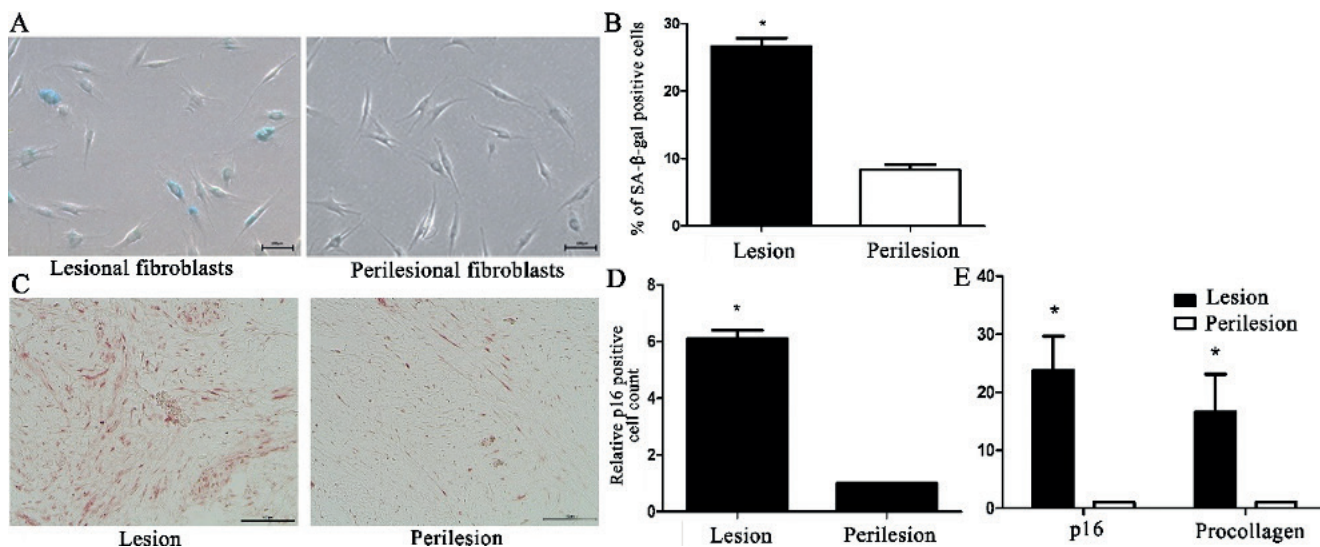 A
Lesional fibroblasts
Perilesional fibroblasts
B
% of SA-β-gal positive cells
30
20
10
0
*
Lesion
Perilesion
C
Lesion
Perilesion
D
Relative p16 positive
cell count
8
6
4
2
0
*
Lesion
Perilesion
E
40
30
20
10
0
*
*
Lesion
Perilesion
p16
Procollagen